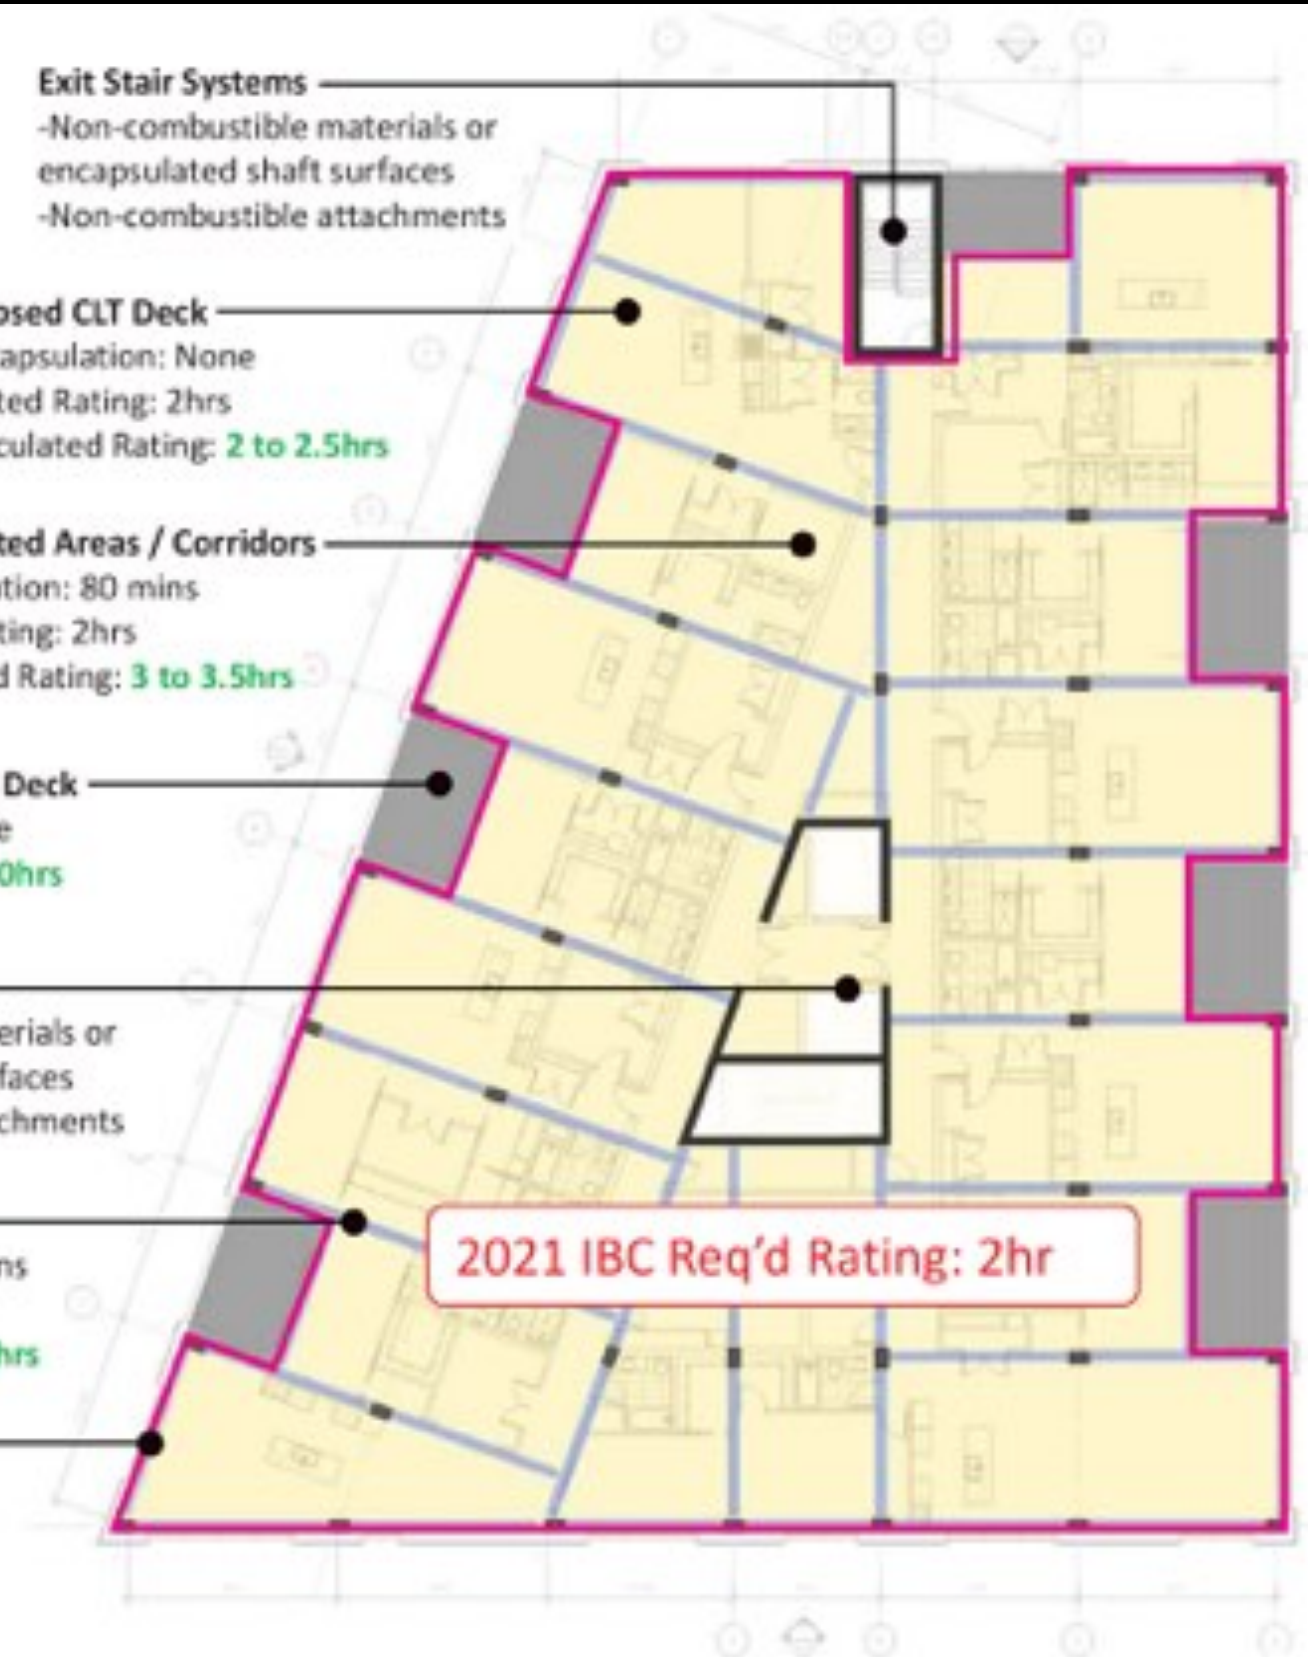 Exit Stair Systems
-Non-combustible materials or
encapsulated shaft surfaces
-Non-combustible attachments
osed CLT Deck
apsulation: None
ted Rating: 2hrs
culated Rating: 2 to 2.5hrs
ted Areas / Corridors
tion: 80 mins
ting: 2hrs
d Rating: 3 to 3.5hrs
Deck
e
0hrs
erials or
faces
chments
2021 IBC Req'd Rating: 2hr
ns
hrs